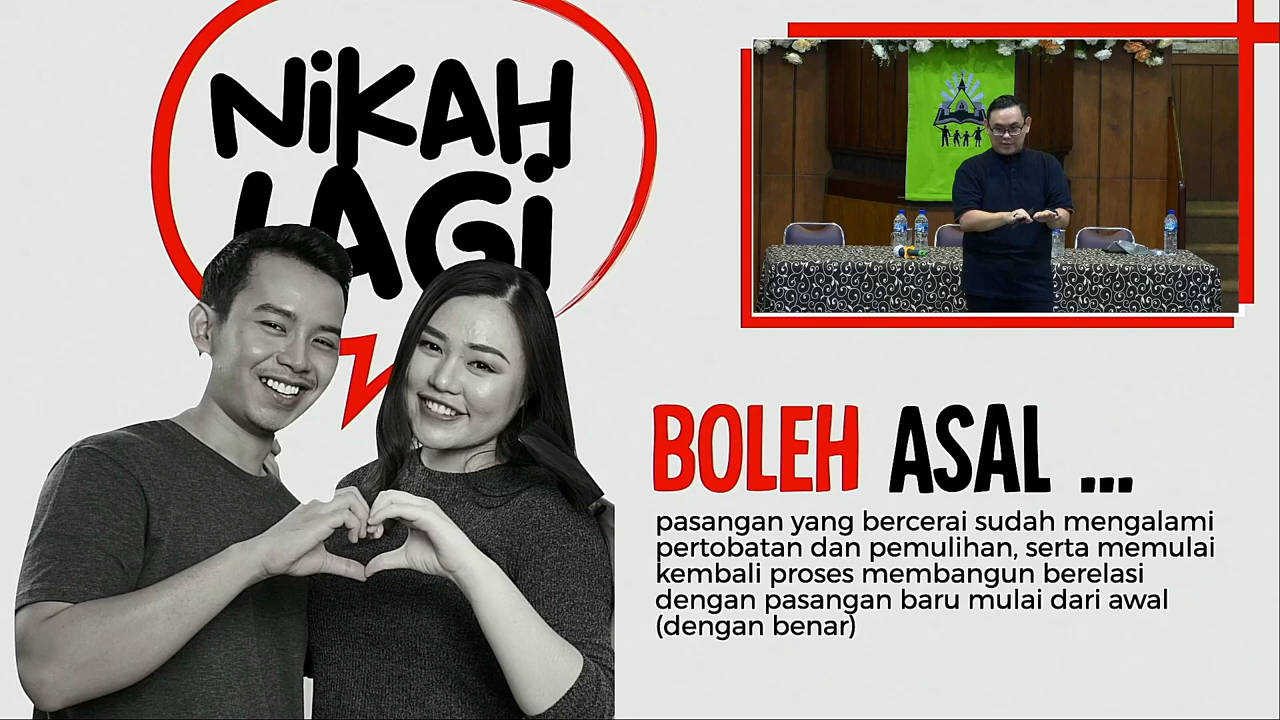 NiKAH
LAGi
BOLEH ASAL ...
pasangan yang bercerai sudah mengalami
pertobatan dan pemulihan, serta memulai
kembali proses membangun berelasi
dengan pasangan baru mulai dari awal
(dengan benar)